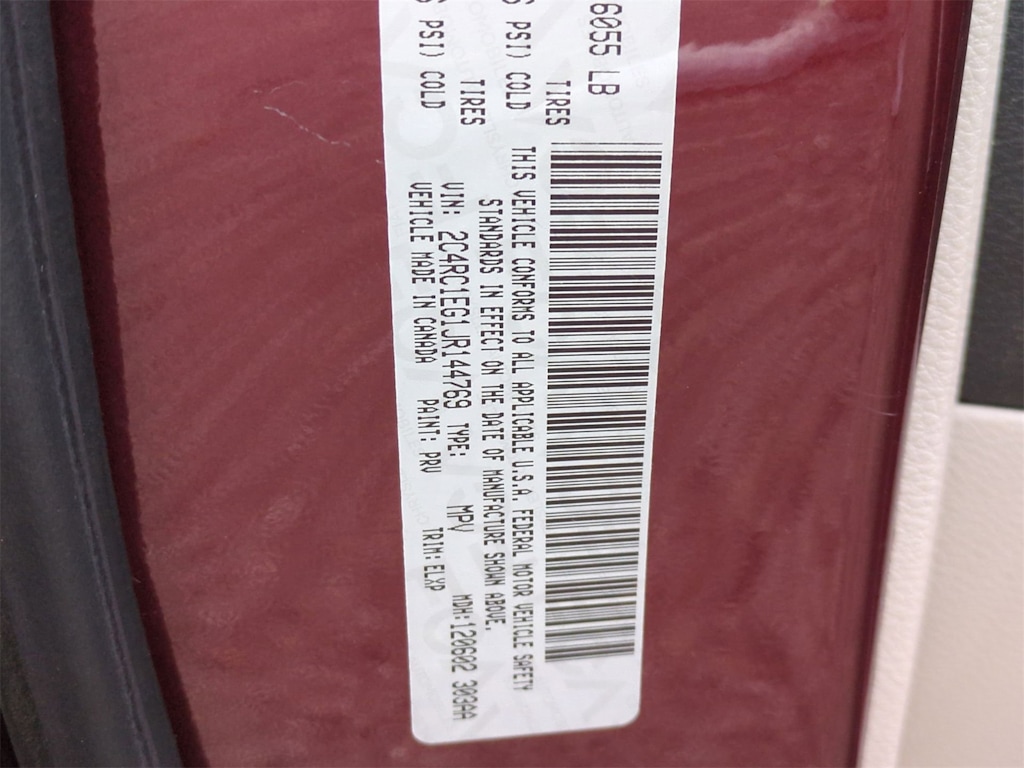 6055 LB
TIRES
S PSI) COLD
TIRES
S PSI) COLD
THIS VEHICLE CONFORMS TO ALL APPLICABLE U.S.A. FEDERAL MOTOR VEHICLE SAFETY
STANDARDS IN EFFECT ON THE DATE OF MANUFACTURE SHOWN ABOVE.
VIN: 2C4RC1EG1JR144769 TYPE: MPV MDH:120602 309AA
VEHICLE MADE IN CANADA PAINT: PRV TRIM:ELXP